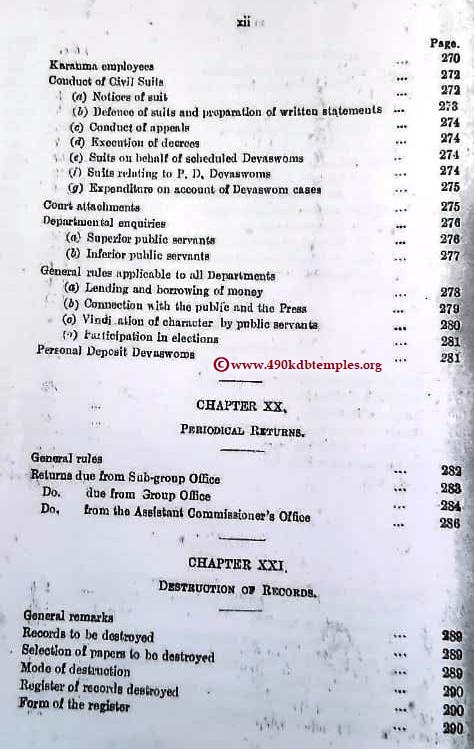 xii
Page.
Karanma employees ... 270
Conduct of Civil Suits ... 272
(a) Notices of suit ... 272
(b) Defence of suits and preparation of written statements ... 273
(c) Conduct of appeals ... 274
(d) Execution of decrees ... 274
(e) Suits on behalf of scheduled Devaswoms ... 274
(f) Suits relating to P. D. Devaswoms ... 274
(g) Expenditure on account of Devaswom cases ... 275
Court attachments ... 275
Departmental enquiries ... 276
(a) Superior public servants ... 276
(b) Inferior public servants ... 277
General rules applicable to all Departments
(a) Lending and borrowing of money ... 278
(b) Connection with the public and the Press ... 279
(c) Vindi ation of character by public servants ... 280
Participation in elections ... 281
Personal Deposit Devaswoms ... 281
©www.490kdbtemples.org
CHAPTER XX.
PERIODICAL RETURNS.
General rules ... 282
Returns due from Sub-group Office ... 283
Do. due from Group Office ... 284
Do. from the Assistant Commissioner's Office ... 286
CHAPTER XXI.
DESTRUCTION OF RECORDS.
General remarks ... 289
Records to be destroyed ... 289
Selection of papers to be destroyed ... 289
Mode of destruction ... 290
Register of records destroyed ... 290
Form of the register ... 290